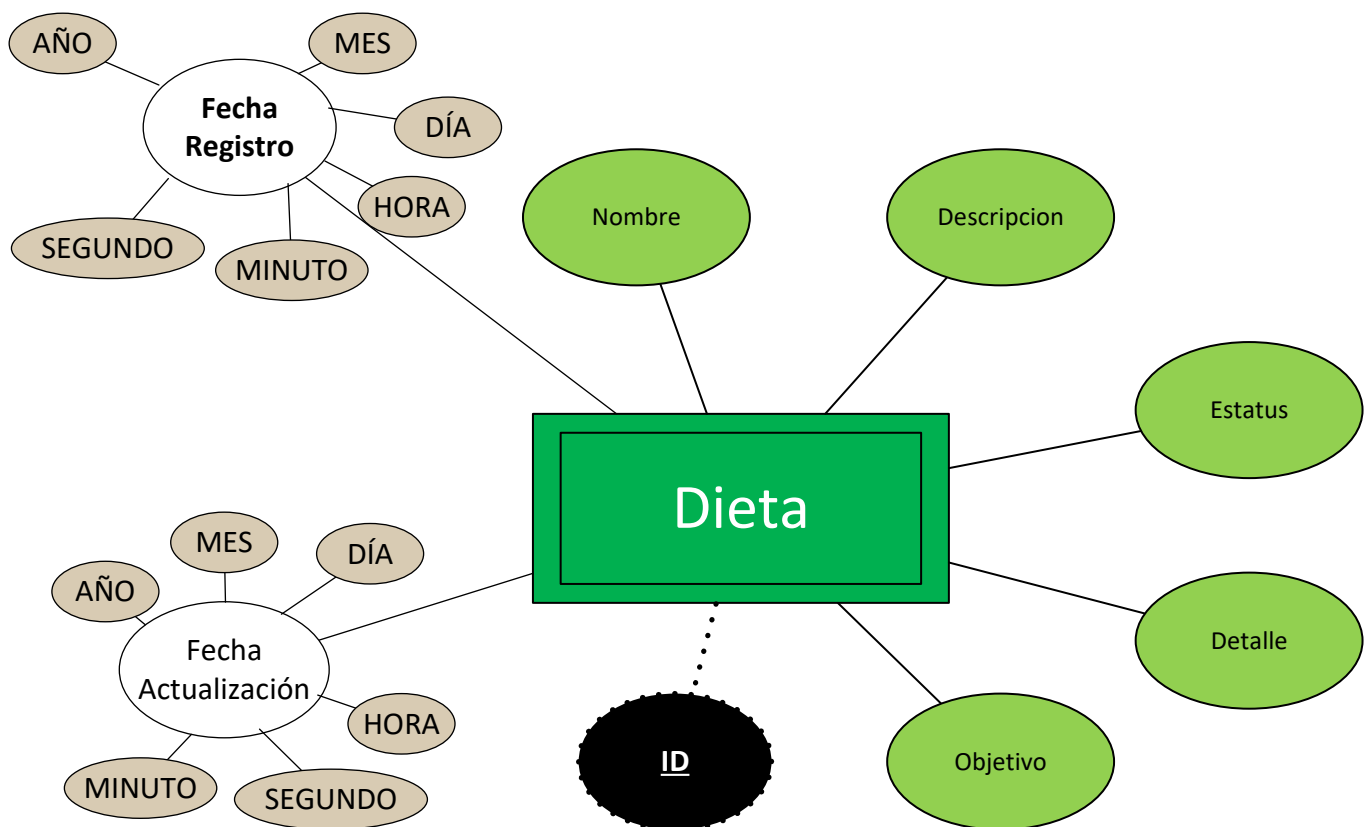 AÑO
MES
Fecha
Registro
DÍA
HORA
SEGUNDO
MINUTO
Nombre
Descripcion
Estatus
Dieta
MES
DÍA
AÑO
Fecha
Actualización
HORA
MINUTO
SEGUNDO
ID
Detalle
Objetivo